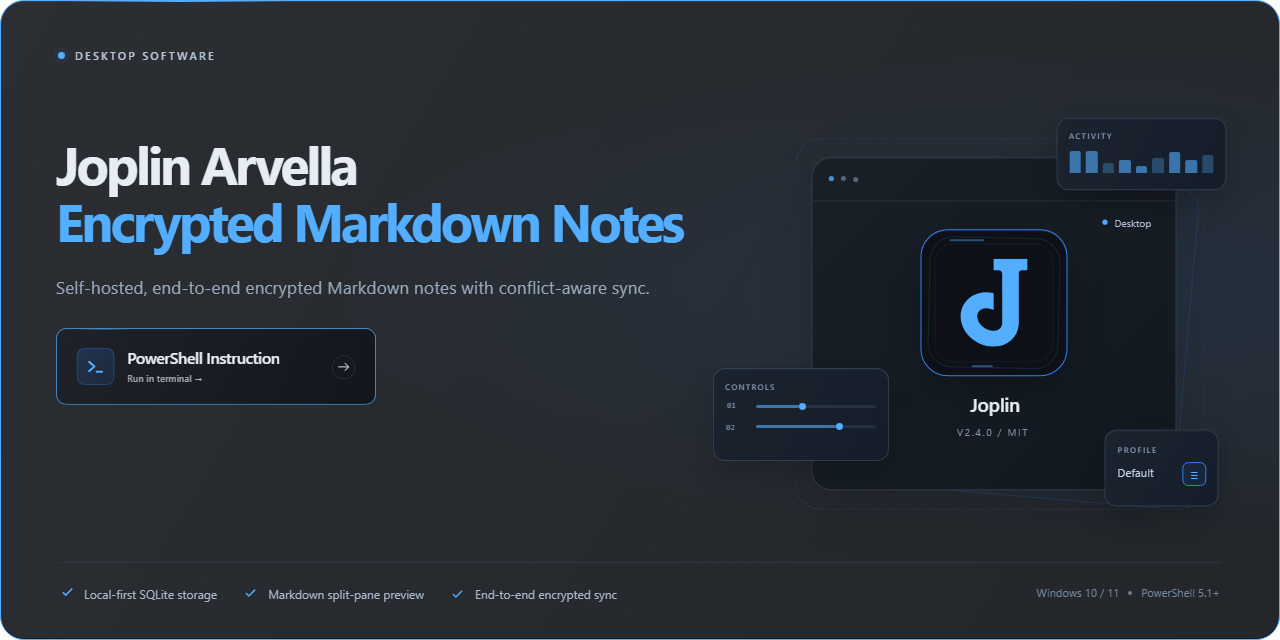 DESKTOP SOFTWARE
Joplin Arvella
Encrypted Markdown Notes
Self-hosted, end-to-end encrypted Markdown notes with conflict-aware sync.
PowerShell Instruction
Run in terminal →
ACTIVITY
Desktop
Joplin
V2.4.0 / MIT
CONTROLS
01
02
PROFILE
Default
Local-first SQLite storage
Markdown split-pane preview
End-to-end encrypted sync
Windows 10 / 11 • PowerShell 5.1+